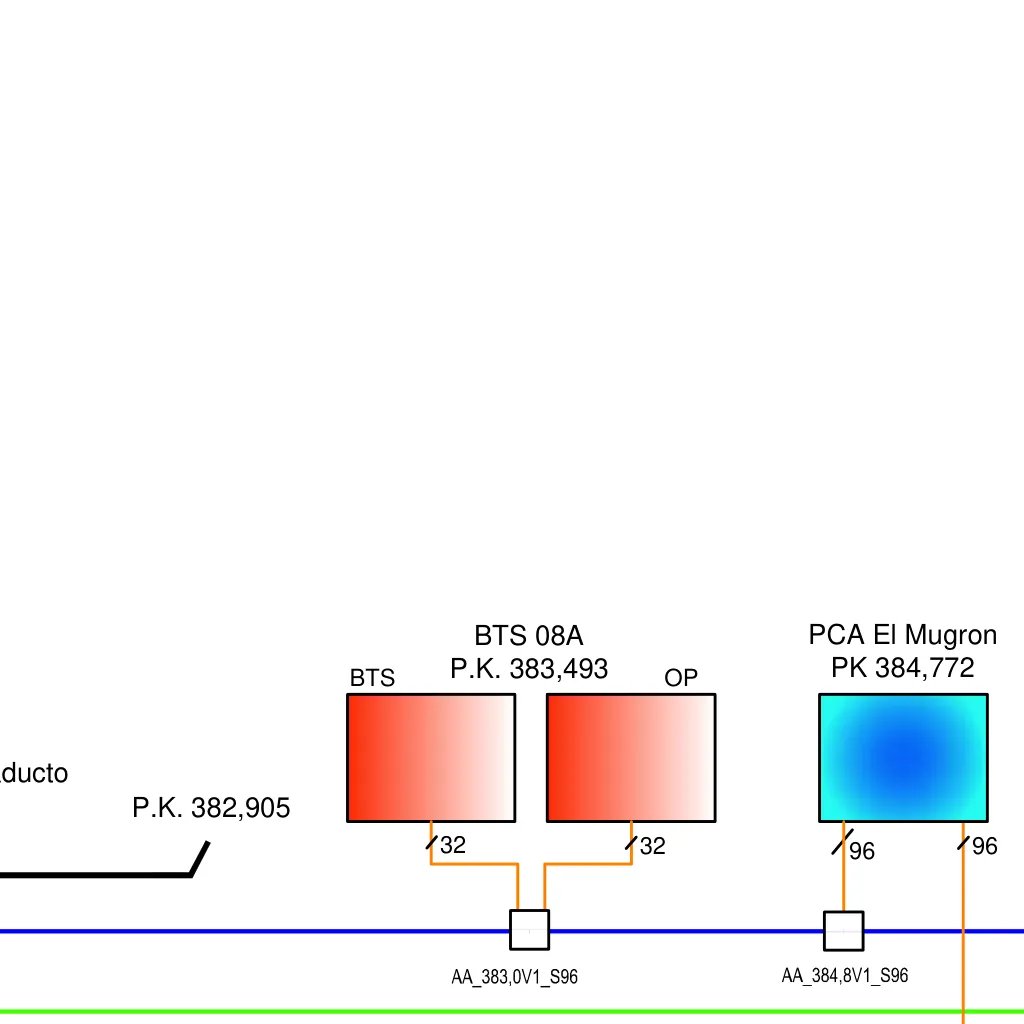 BTS 08A
P.K. 383,493
BTS
OP
PCA El Mugron
PK 384,772
P.K. 382,905
32
32
96
96
AA_383,0V1_S96
AA_384,8V1_S96